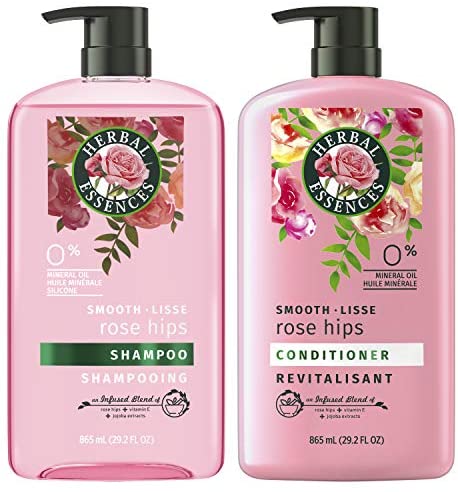 HERBAL
ESSENCES
0%
MINERAL OIL
HUILE MINÉRALE
SILICONE
SMOOTH · LISSE
rose hips
SHAMPOO
SHAMPOOING
an Infused Blend of
rose hips + vitamin E
+ jojoba extracts
865 mL (29.2 FL OZ)
HERBAL
ESSENCES
0%
MINERAL OIL
HUILE MINÉRALE
SMOOTH · LISSE
rose hips
CONDITIONER
REVITALISANT
an Infused Blend of
rose hips + vitamin E
+ jojoba extracts
865 mL (29.2 FL OZ)